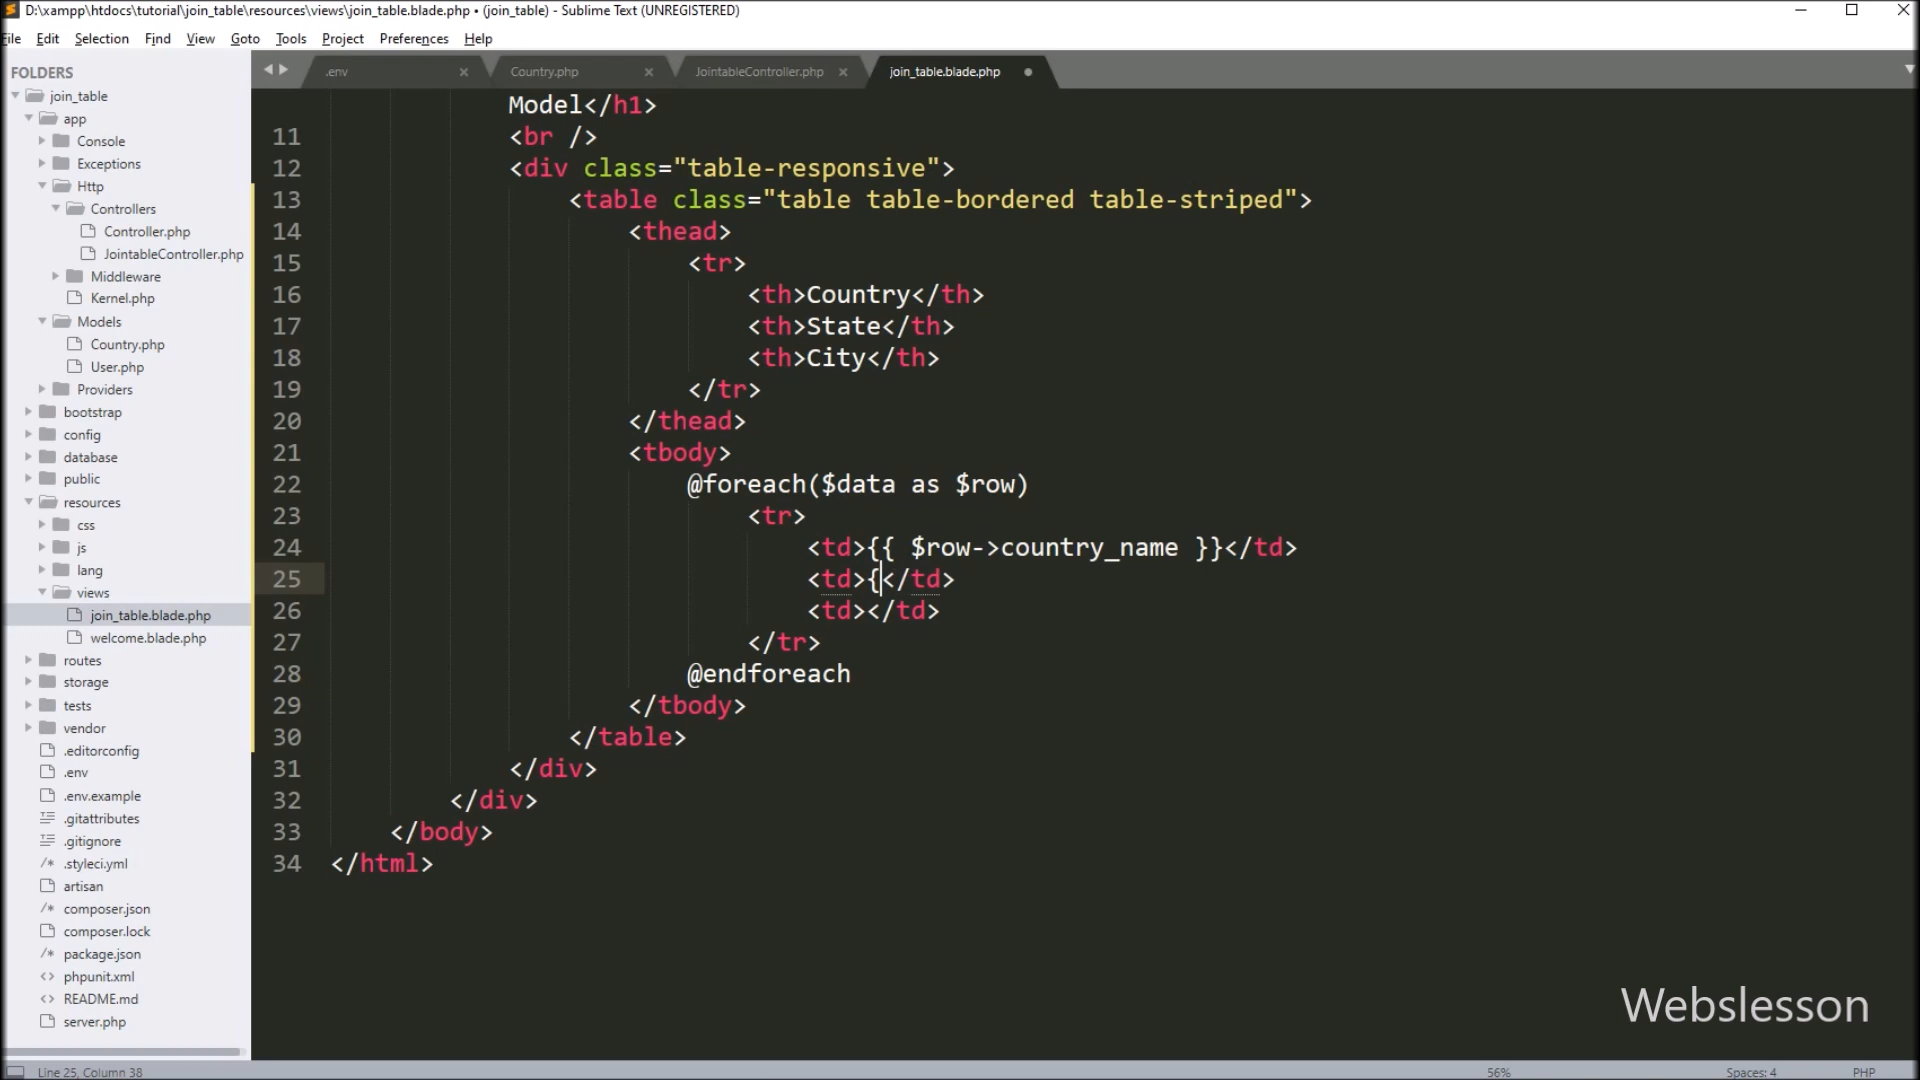 D:\xampp\htdocs\tutorial\join_table\resources\views\join_table.blade.php • (join_table) - Sublime Text (UNREGISTERED)
File Edit Selection Find View Goto Tools Project Preferences Help
FOLDERS
join_table
app
Console
Exceptions
Http
Controllers
Controller.php
JointableController.php
Middleware
Kernel.php
Models
Country.php
User.php
Providers
bootstrap
config
database
public
resources
css
js
lang
views
join_table.blade.php
welcome.blade.php
routes
storage
tests
vendor
.editorconfig
.env
.env.example
.gitattributes
.gitignore
/* .styleci.yml
artisan
/* composer.json
composer.lock
/* package.json
<> phpunit.xml
<> README.md
server.php
.env Country.php JointableController.php join_table.blade.php
Model</h1>
11 <br />
12 <div class="table-responsive">
13 <table class="table table-bordered table-striped">
14 <thead>
15 <tr>
16 <th>Country</th>
17 <th>State</th>
18 <th>City</th>
19 </tr>
20 </thead>
21 <tbody>
22 @foreach($data as $row)
23 <tr>
24 <td>{{ $row->country_name }}</td>
25 <td>{</td>
26 <td></td>
27 </tr>
28 @endforeach
29 </tbody>
30 </table>
31 </div>
32 </div>
33 </body>
34 </html>
Webslesson
Line 25, Column 38 56% Spaces: 4 PHP